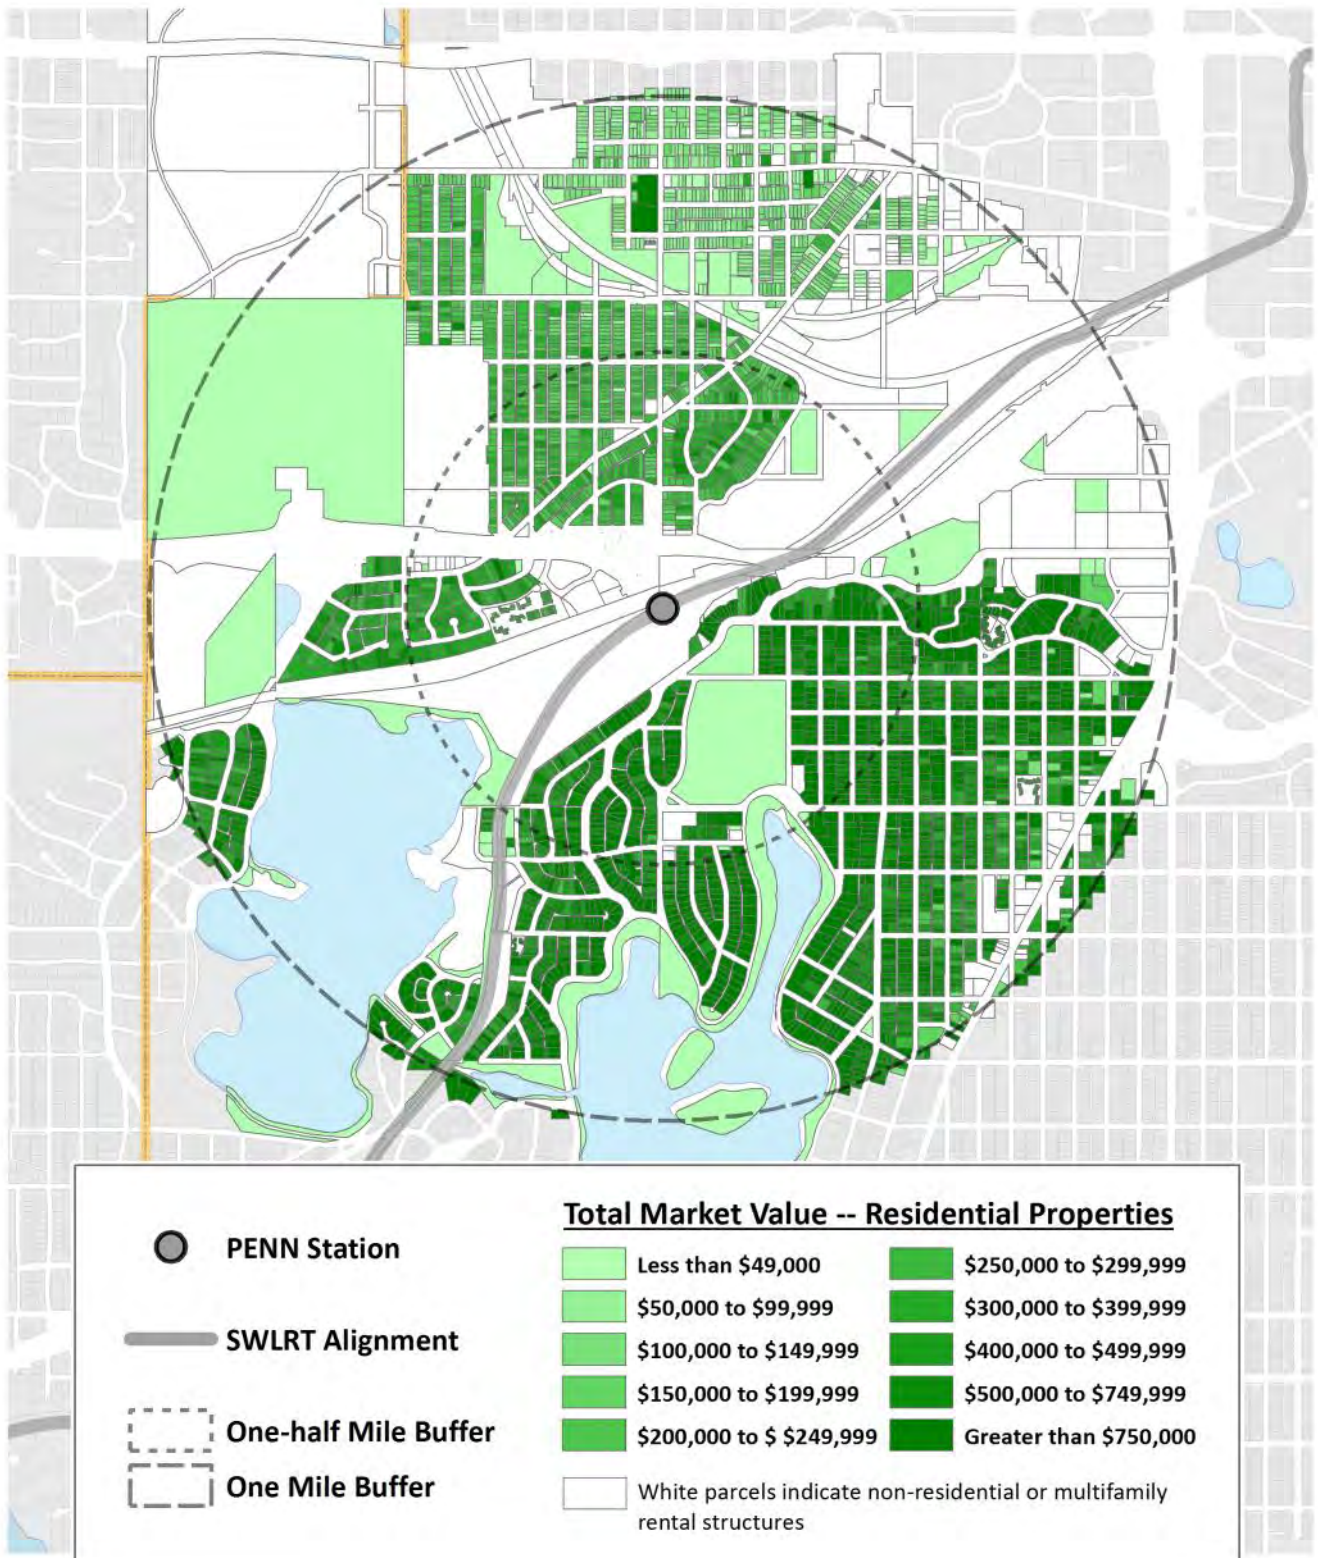 PENN Station
SWLRT Alignment
One-half Mile Buffer
One Mile Buffer
Total Market Value -- Residential Properties
Less than $49,000
$50,000 to $99,999
$100,000 to $149,999
$150,000 to $199,999
$200,000 to $ $249,999
$250,000 to $299,999
$300,000 to $399,999
$400,000 to $499,999
$500,000 to $749,999
Greater than $750,000
White parcels indicate non-residential or multifamily
rental structures